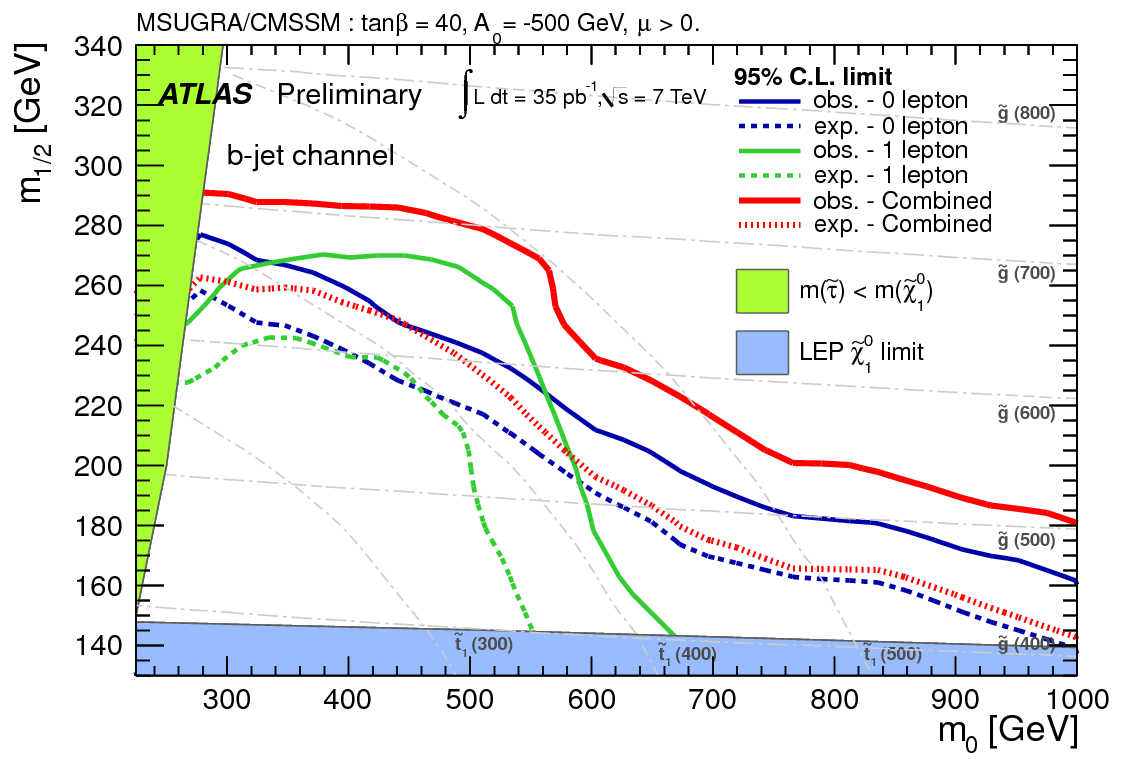 MSUGRA/CMSSM : tanβ = 40, A₀= -500 GeV, μ > 0.
m₁/₂ [GeV]
340
320
300
280
260
240
220
200
180
160
140
ATLAS Preliminary
∫ L dt = 35 pb⁻¹,√s = 7 TeV
b-jet channel
95% C.L. limit
obs. - 0 lepton
exp. - 0 lepton
obs. - 1 lepton
exp. - 1 lepton
obs. - Combined
exp. - Combined
m(τ̃) < m(χ̃₁⁰)
LEP χ̃₁⁰ limit
g̃ (800)
g̃ (700)
g̃ (600)
g̃ (500)
g̃ (400)
t̃₁ (300)
t̃₁ (400)
t̃₁ (500)
300 400 500 600 700 800 900 1000
m₀ [GeV]